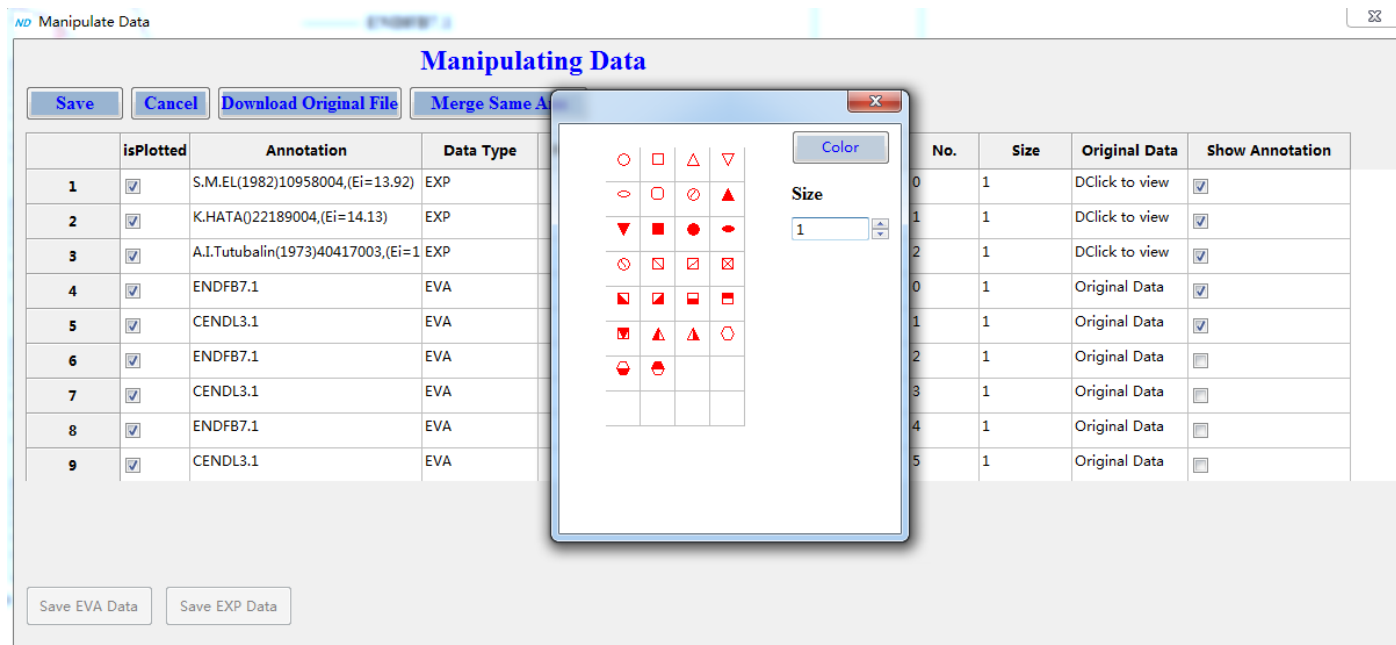 ND Manipulate Data
Manipulating Data
Save Cancel Download Original File Merge Same
isPlotted Annotation Data Type No. Size Original Data Show Annotation
1 S.M.EL(1982)10958004,(Ei=13.92) EXP 0 1 DClick to view
2 K.HATA()22189004,(Ei=14.13) EXP 1 1 DClick to view
3 A.I.Tutubalin(1973)40417003,(Ei=1 EXP 2 1 DClick to view
4 ENDFB7.1 EVA 0 1 Original Data
5 CENDL3.1 EVA 1 1 Original Data
6 ENDFB7.1 EVA 2 1 Original Data
7 CENDL3.1 EVA 3 1 Original Data
8 ENDFB7.1 EVA 4 1 Original Data
9 CENDL3.1 EVA 5 1 Original Data
Color
Size
1
Save EVA Data Save EXP Data